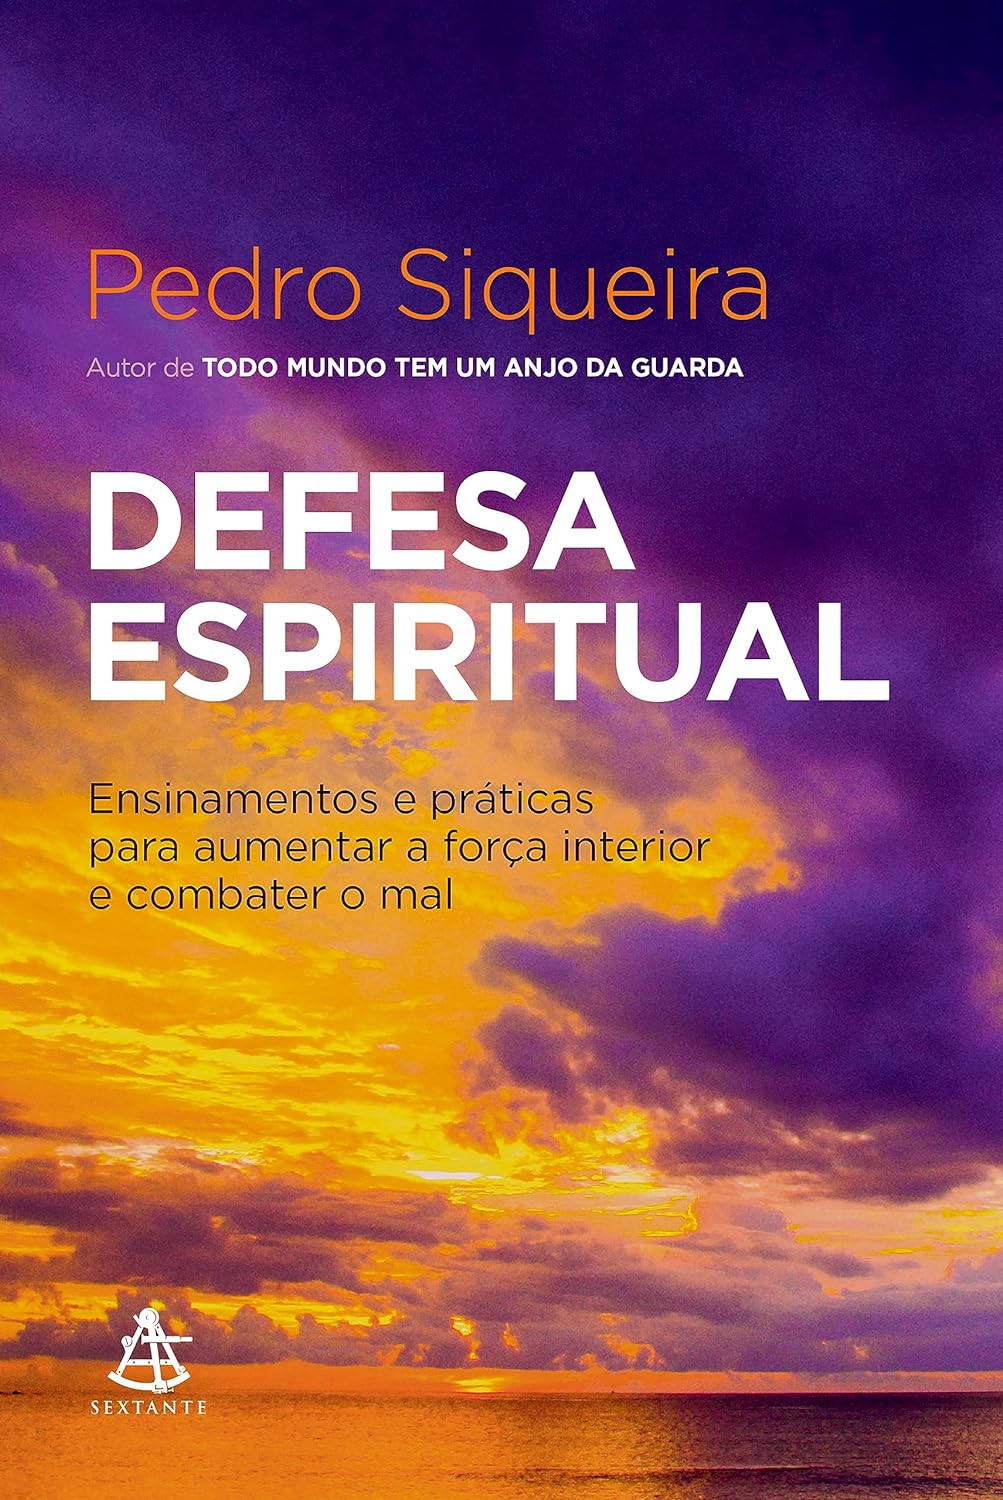 Pedro Siqueira
Autor de TODO MUNDO TEM UM ANJO DA GUARDA
DEFESA
ESPIRITUAL
Ensinamentos e práticas
para aumentar a força interior
e combater o mal
SEXTANTE